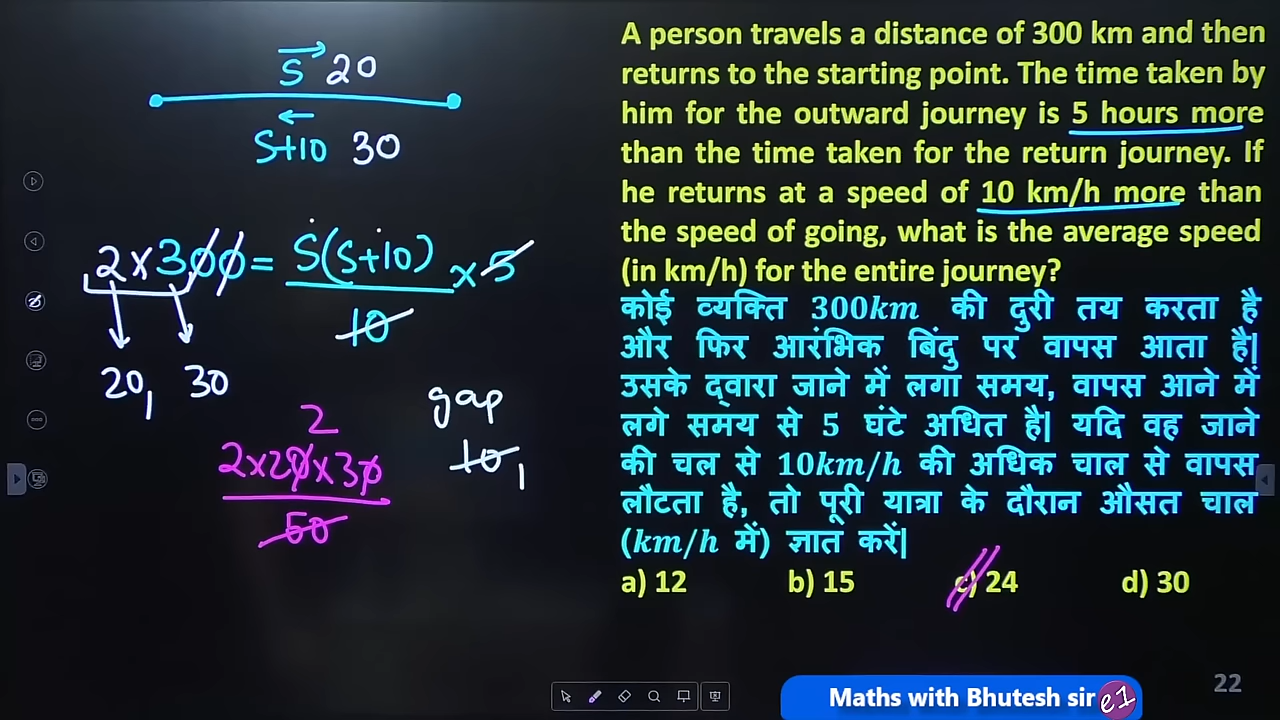 S 20
S+10 30
2×300 = S(S+10) ×5
10
20, 30
gap
10, 1
2
2×20×30
50
A person travels a distance of 300 km and then
returns to the starting point. The time taken by
him for the outward journey is 5 hours more
than the time taken for the return journey. If
he returns at a speed of 10 km/h more than
the speed of going, what is the average speed
(in km/h) for the entire journey?
कोई व्यक्ति 300km की दुरी तय करता है
और फिर आरंभिक बिंदु पर वापस आता है|
उसके द्वारा जाने में लगा समय, वापस आने में
लगे समय से 5 घंटे अधित है| यदि वह जाने
की चल से 10km/h की अधिक चाल से वापस
लौटता है, तो पूरी यात्रा के दौरान औसत चाल
(km/h में) ज्ञात करें|
a) 12 b) 15 c) 24 d) 30
22
Maths with Bhutesh sir e1